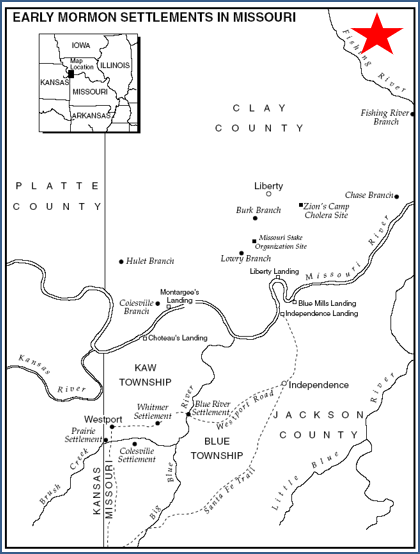 EARLY MORMON SETTLEMENTS IN MISSOURI
IOWA
Map
Location
ILLINOIS
KANSAS
MISSOURI
ARKANSAS
Fishing River
Fishing River
Branch
CLAY
COUNTY
PLATTE
COUNTY
Liberty
Chase Branch
Zion's Camp
Cholera Site
Burk Branch
Missouri Stake
Organization Site
Lowry Branch
Hulet Branch
Liberty Landing
Missouri River
Montargee's
Landing
Colesville
Branch
Blue Mills Landing
Independence Landing
Choteau's Landing
Kansas River
KAW
TOWNSHIP
Independence
Whitmer
Settlement
Blue River
Settlement
River
Westport Road
Westport
Prairie
Settlement
JACKSON
COUNTY
BLUE
TOWNSHIP
Colesville
Settlement
Brush Creek
KANSAS
MISSOURI
Big Blue
Santa Fe Trail
Little Blue River